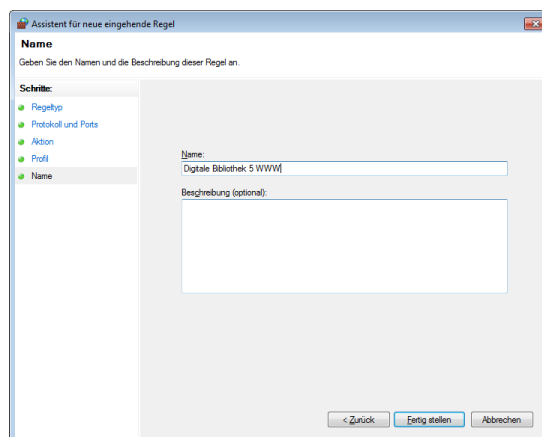 Assistent für neue eingehende Regel
Name
Geben Sie den Namen und die Beschreibung dieser Regel an.
Schritte:
Regeltyp
Protokoll und Ports
Aktion
Profil
Name
Name:
Digitale Bibliothek 5 WWW
Beschreibung (optional):
< Zurück
Fertig stellen
Abbrechen